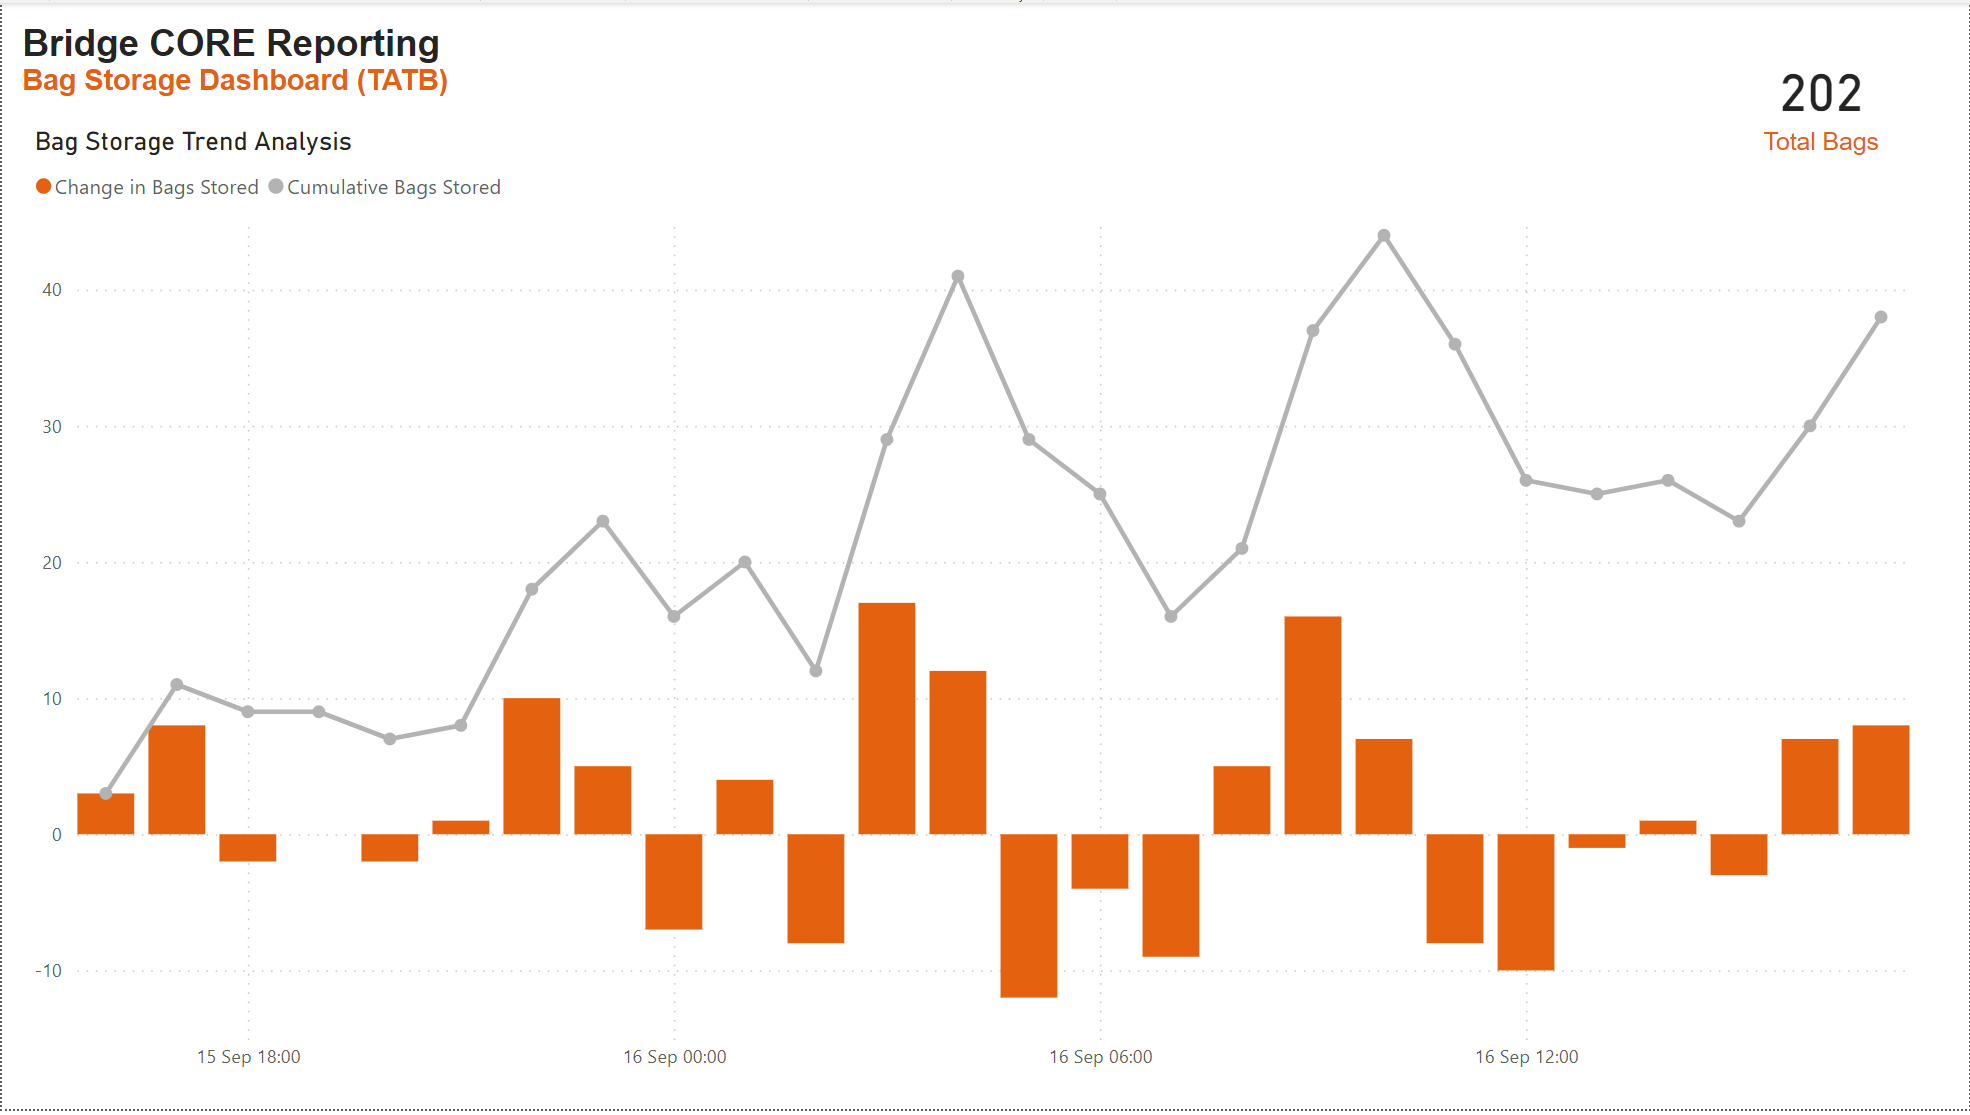 Bridge CORE Reporting
Bag Storage Dashboard (TATB)
202
Total Bags
Bag Storage Trend Analysis
Change in Bags Stored Cumulative Bags Stored
40
30
20
10
0
-10
15 Sep 18:00 16 Sep 00:00 16 Sep 06:00 16 Sep 12:00